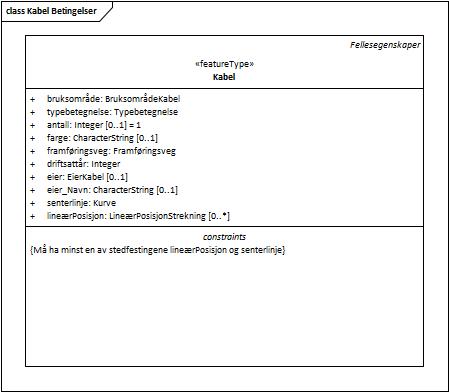 class Kabel Betingelser
Fellesegenskaper
«featureType»
Kabel
+ bruksområde: BruksområdeKabel
+ typebetegnelse: Typebetegnelse
+ antall: Integer [0..1] = 1
+ farge: CharacterString [0..1]
+ framføringsveg: Framføringsveg
+ driftsattår: Integer
+ eier: EierKabel [0..1]
+ eier_Navn: CharacterString [0..1]
+ senterlinje: Kurve
+ lineærPosisjon: LineærPosisjonStrekning [0..*]
constraints
{Må ha minst en av stedfestingene lineærPosisjon og senterlinje}